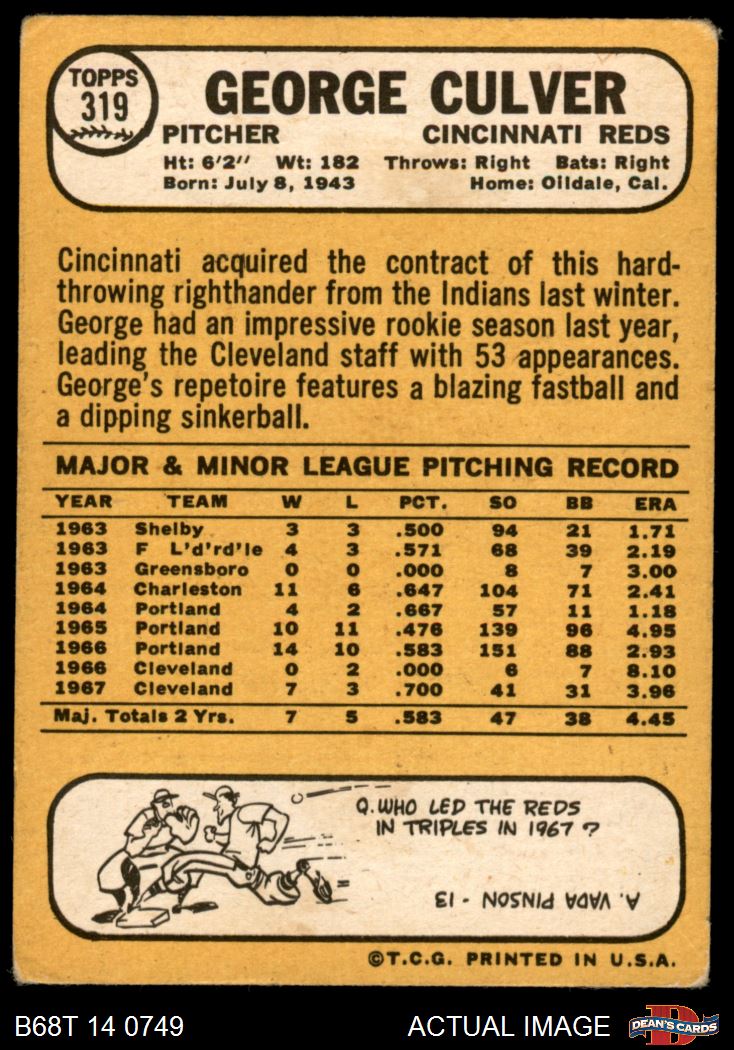 TOPPS
319
GEORGE CULVER
PITCHER CINCINNATI REDS
Ht: 6'2" Wt: 182 Throws: Right Bats: Right
Born: July 8, 1943 Home: Oildale, Cal.
Cincinnati acquired the contract of this hard-
throwing righthander from the Indians last winter.
George had an impressive rookie season last year,
leading the Cleveland staff with 53 appearances.
George's repetoire features a blazing fastball and
a dipping sinkerball.
MAJOR & MINOR LEAGUE PITCHING RECORD
YEAR TEAM W L PCT. SO BB ERA
1963 Shelby 3 3 .500 94 21 1.71
1963 F L'd'rd'le 4 3 .571 68 39 2.19
1963 Greensboro 0 0 .000 8 7 3.00
1964 Charleston 11 6 .647 104 71 2.41
1964 Portland 4 2 .667 57 11 1.18
1965 Portland 10 11 .476 139 96 4.95
1966 Portland 14 10 .583 151 88 2.93
1966 Cleveland 0 2 .000 6 7 8.10
1967 Cleveland 7 3 .700 41 31 3.96
Maj. Totals 2 Yrs. 7 5 .583 47 38 4.45
Q. WHO LED THE REDS
IN TRIPLES IN 1967?
A. VADA PINSON - 13
©T.C.G. PRINTED IN U.S.A.
B68T 14 0749 ACTUAL IMAGE
DEAN'S CARDS